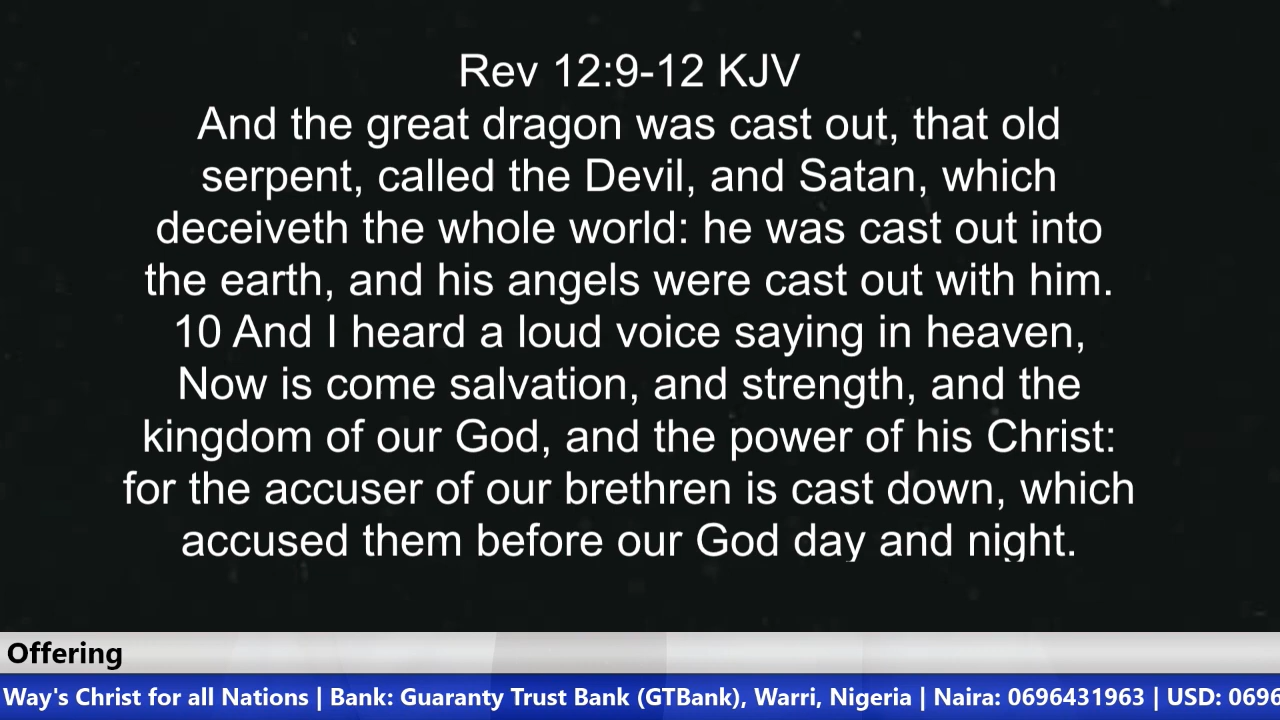 Rev 12:9-12 KJV
And the great dragon was cast out, that old
serpent, called the Devil, and Satan, which
deceiveth the whole world: he was cast out into
the earth, and his angels were cast out with him.
10 And I heard a loud voice saying in heaven,
Now is come salvation, and strength, and the
kingdom of our God, and the power of his Christ:
for the accuser of our brethren is cast down, which
accused them before our God day and night.
Offering
Way's Christ for all Nations | Bank: Guaranty Trust Bank (GTBank), Warri, Nigeria | Naira: 0696431963 | USD: 0696